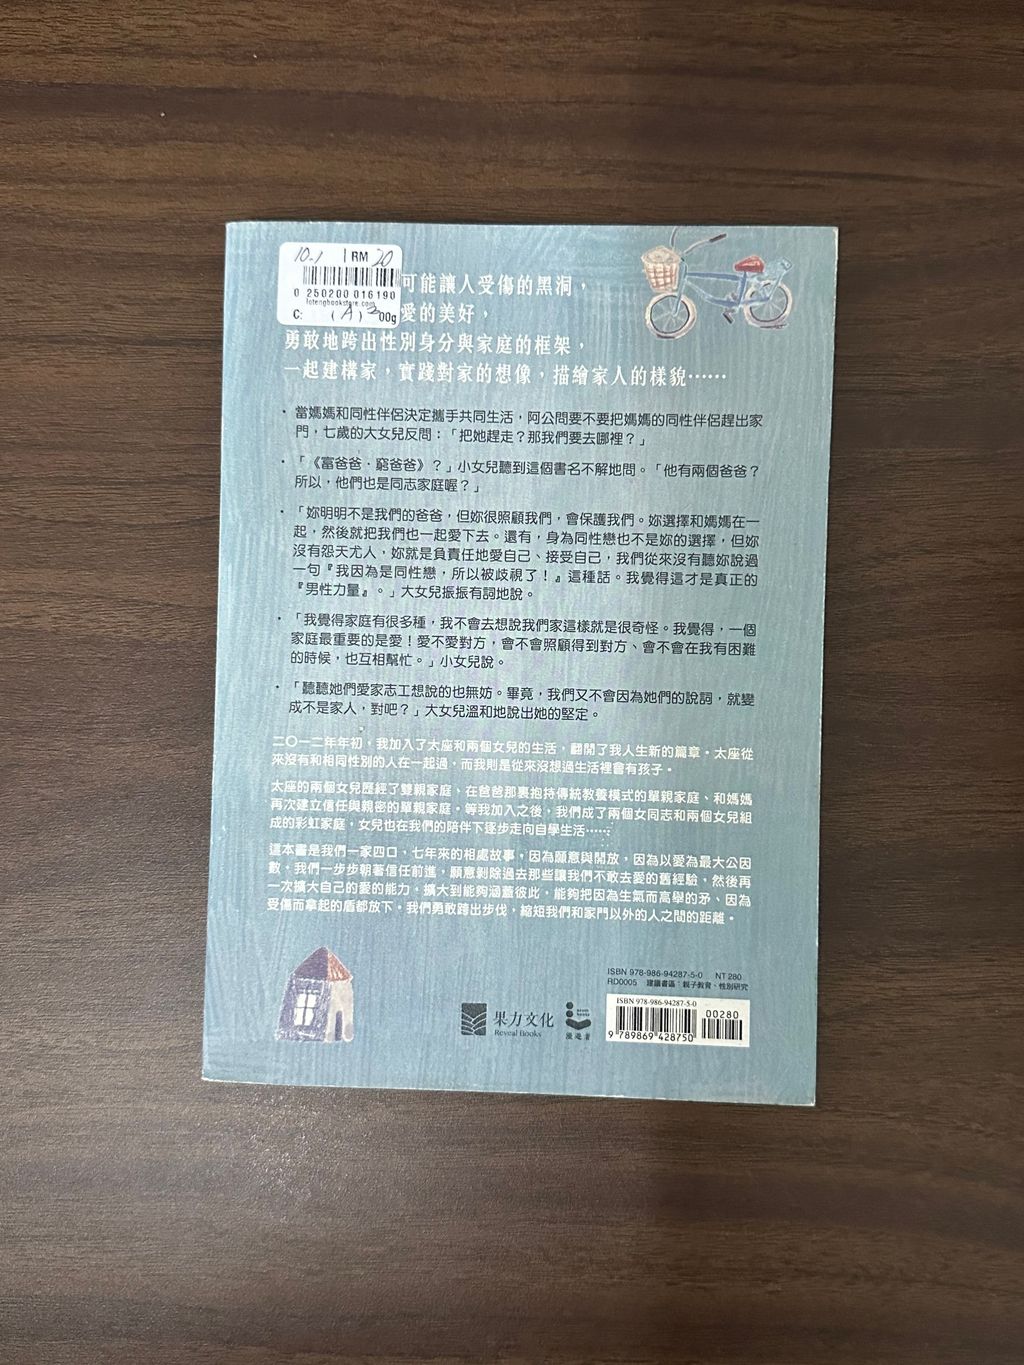 10-1 1 RM 20
0 250200 016190
lotengbookstore.com
C: (A) 00g
可能讓人受傷的黑洞，
愛的美好，
勇敢地跨出性別身分與家庭的框架，
一起建構家，實踐對家的想像，描繪家人的樣貌⋯⋯
・當媽媽和同性伴侶決定攜手共同生活，阿公問要不要把媽媽的同性伴侶趕出家
門，七歲的大女兒反問：「把她趕走？那我們要去哪裡？」
・「《富爸爸・窮爸爸》？」小女兒聽到這個書名不解地問。「他有兩個爸爸？
所以，他們也是同志家庭喔？」
・「妳明明不是我們的爸爸，但妳很照顧我們，會保護我們。妳選擇和媽媽在一
起，然後就把我們也一起愛下去。還有，身為同性戀也不是妳的選擇，但妳
沒有怨天尤人，妳就是負責任地愛自己、接受自己，我們從來沒有聽妳說過
一句『我因為是同性戀，所以被歧視了！』這種話。我覺得這才是真正的
『男性力量』。」大女兒振振有詞地說。
・「我覺得家庭有很多種，我不會去想說我們家這樣就是很奇怪。我覺得，一個
家庭最重要的是愛！愛不愛對方，會不會照顧得到對方、會不會在我有困難
的時候，也互相幫忙。」小女兒說。
・「聽聽她們愛家志工想說的也無妨。畢竟，我們又不會因為她們的說詞，就變
成不是家人，對吧？」大女兒溫和地說出她的堅定。
二〇一二年年初，我加入了太座和兩個女兒的生活，翻開了我人生新的篇章。太座從
來沒有和相同性別的人在一起過，而我則是從來沒想過生活裡會有孩子。
太座的兩個女兒歷經了雙親家庭、在爸爸那裏抱持傳統教養模式的單親家庭、和媽媽
再次建立信任與親密的單親家庭。等我加入之後，我們成了兩個女同志和兩個女兒組
成的彩虹家庭，女兒也在我們的陪伴下逐步走向自學生活⋯⋯
這本書是我們一家四口，七年來的相處故事，因為願意與開放，因為以愛為最大公因
數，我們一步步朝著信任前進，願意剝除過去那些讓我們不敢去愛的舊經驗，然後再
一次擴大自己的愛的能力。擴大到能夠涵蓋彼此，能夠把因為生氣而高舉的矛、因為
受傷而拿起的盾都放下。我們勇敢跨出步伐，縮短我們和家門以外的人之間的距離。
ISBN 978-986-94287-5-0 NT 280
RD0005 建議書區：親子教育、性別研究
果力文化
Reveal Books
漫遊者
ISBN 978-986-94287-5-0
00280
9 789869 428750